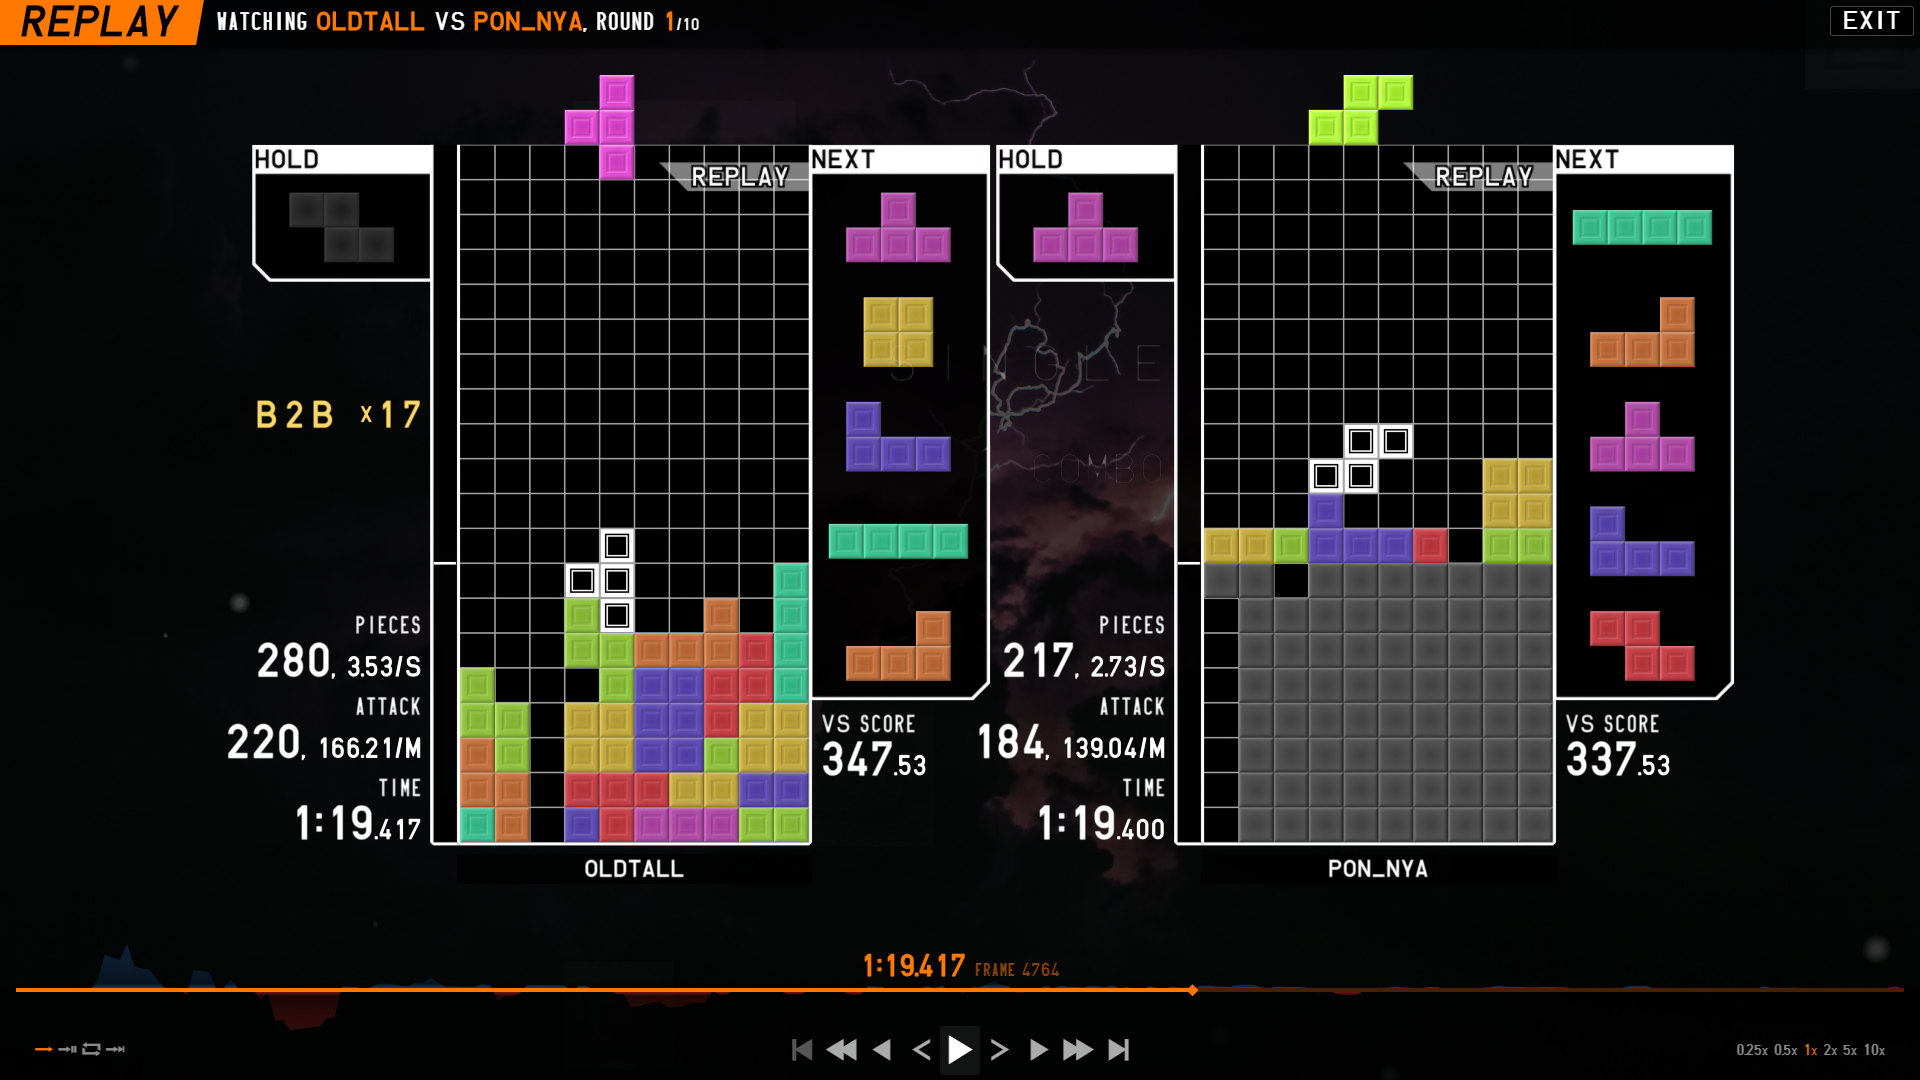 REPLAY
WATCHING OLDTALL VS PON_NYA, ROUND 1/10
EXIT
HOLD
REPLAY
NEXT
HOLD
REPLAY
NEXT
SINGLE
B2B x17
COMBO
PIECES
280, 3.53/S
ATTACK
220, 166.21/M
TIME
1:19.417
VS SCORE
347.53
PIECES
217, 2.73/S
ATTACK
184, 139.04/M
TIME
1:19.400
VS SCORE
337.53
OLDTALL
PON_NYA
1:19.417 FRAME 4764
0.25x 0.5x 1x 2x 5x 10x